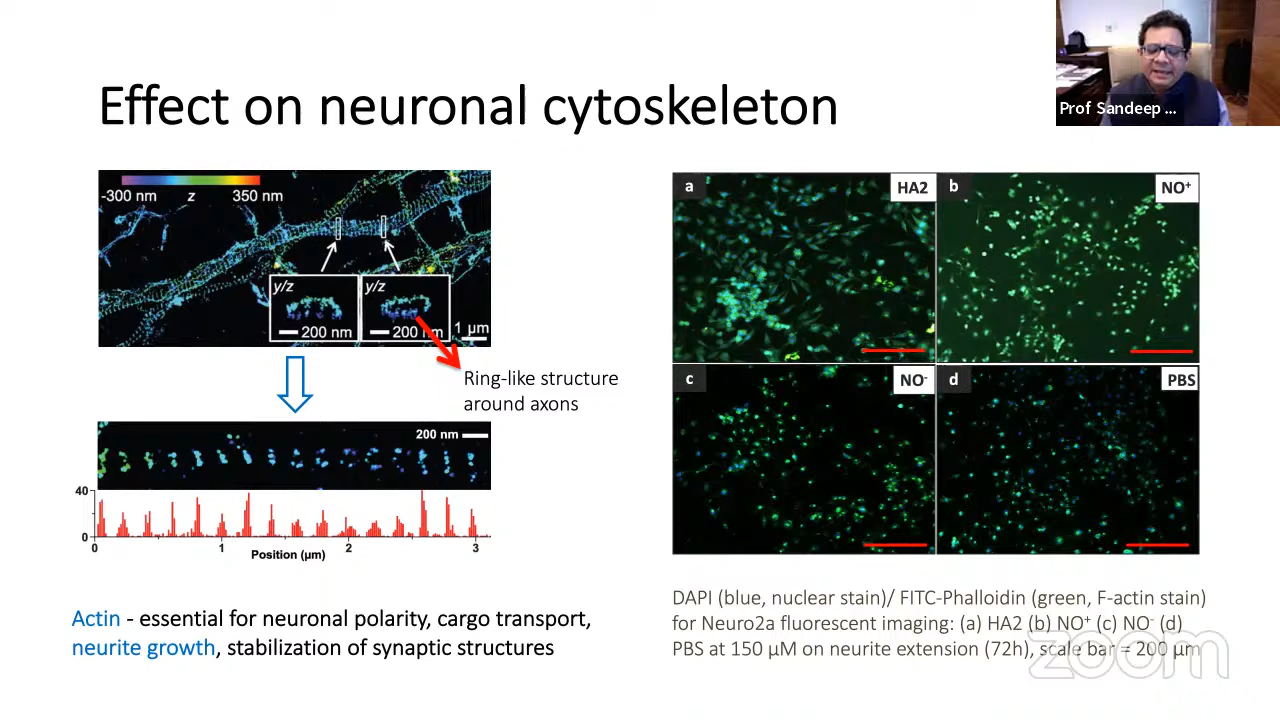 Effect on neuronal cytoskeleton
Prof Sandeep ...
-300 nm z 350 nm
y/z
200 nm
y/z
200 nm
1 µm
Ring-like structure
around axons
200 nm
40
0
0 1 2 3
Position (µm)
Actin - essential for neuronal polarity, cargo transport,
neurite growth, stabilization of synaptic structures
a HA2
b NO⁺
c NO⁻
d PBS
DAPI (blue, nuclear stain)/ FITC-Phalloidin (green, F-actin stain)
for Neuro2a fluorescent imaging: (a) HA2 (b) NO⁺ (c) NO⁻ (d)
PBS at 150 µM on neurite extension (72h), scale bar = 200 µm
zoom